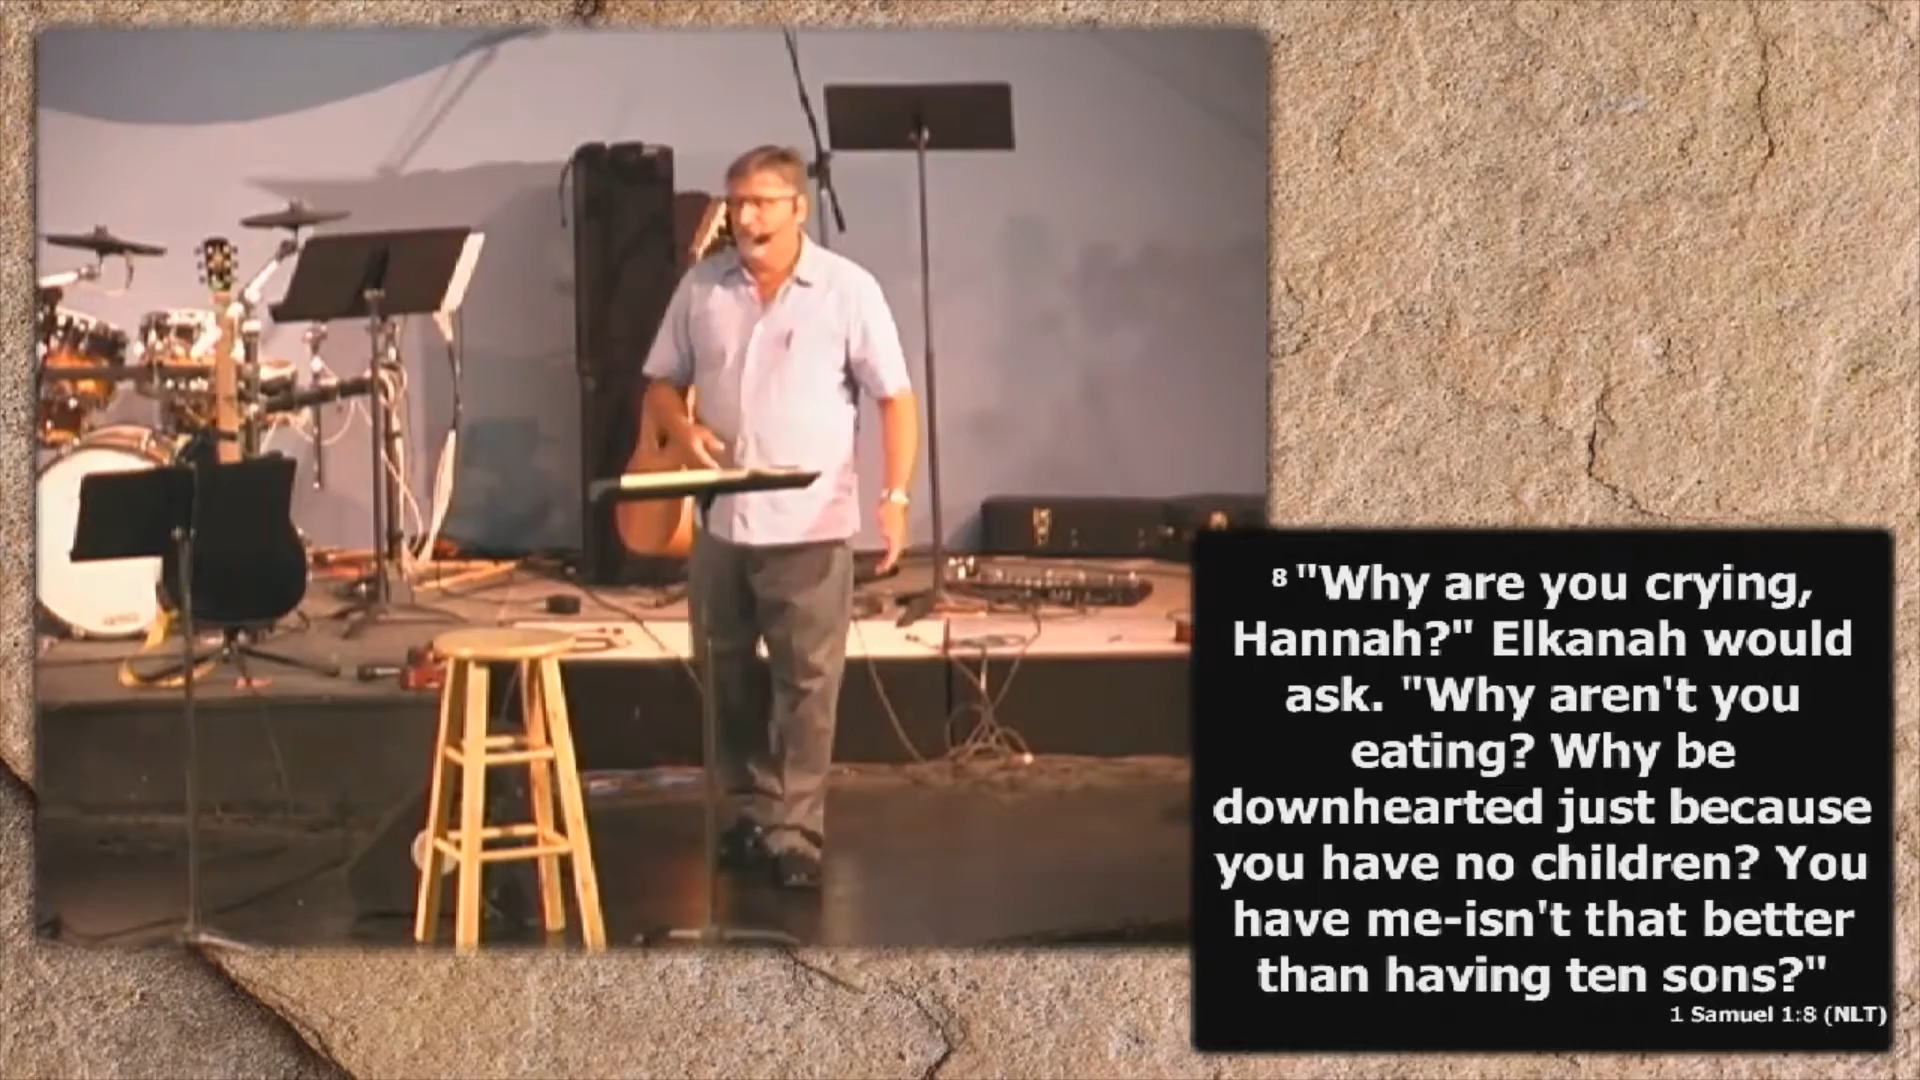 8 "Why are you crying,
Hannah?" Elkanah would
ask. "Why aren't you
eating? Why be
downhearted just because
you have no children? You
have me-isn't that better
than having ten sons?"
1 Samuel 1:8 (NLT)